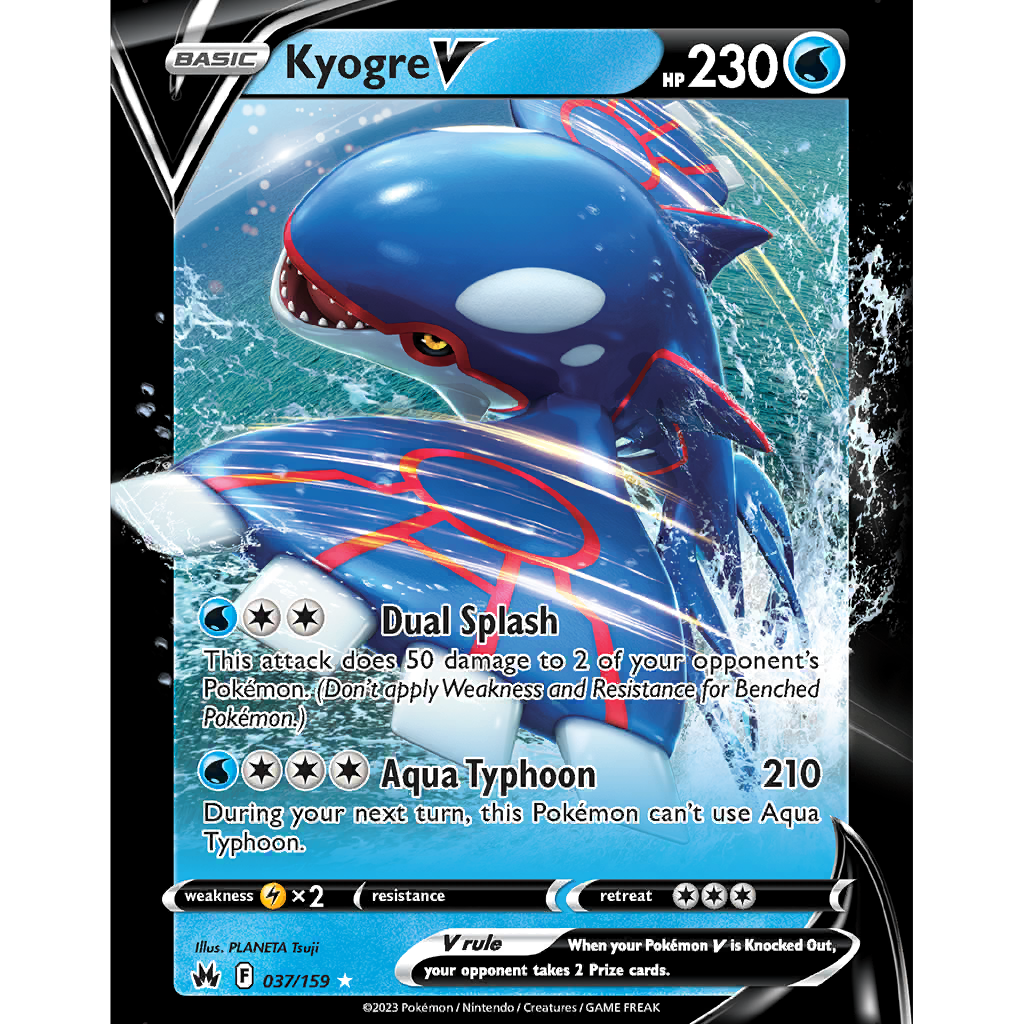 BASIC
Kyogre V
HP 230
Dual Splash
This attack does 50 damage to 2 of your opponent's
Pokémon. (Don't apply Weakness and Resistance for Benched
Pokémon.)
Aqua Typhoon 210
During your next turn, this Pokémon can't use Aqua
Typhoon.
weakness ×2 resistance retreat
Illus. PLANETA Tsuji
V rule When your Pokémon V is Knocked Out,
your opponent takes 2 Prize cards.
F 037/159
©2023 Pokémon / Nintendo / Creatures / GAME FREAK